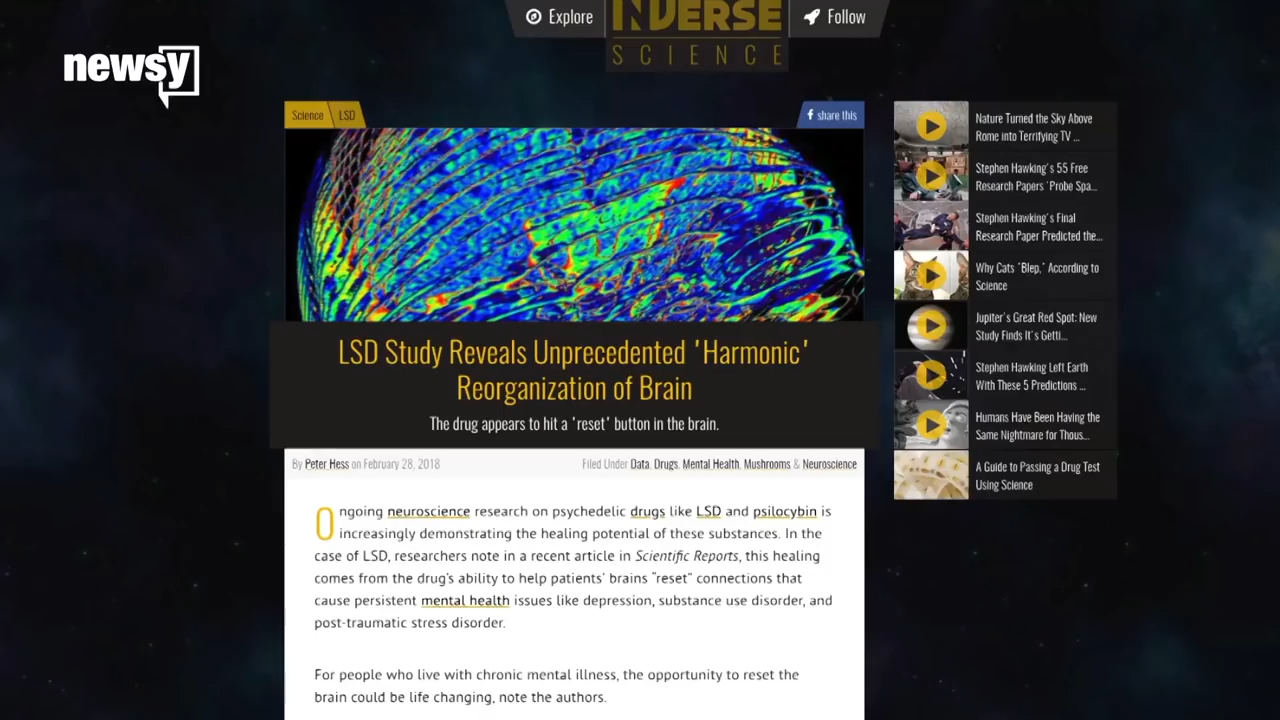 Explore
INVERSE
Follow
SCIENCE
newsy
Science
LSD
f share this
LSD Study Reveals Unprecedented 'Harmonic'
Reorganization of Brain
The drug appears to hit a 'reset' button in the brain.
By Peter Hess on February 28, 2018
Filed Under Data, Drugs, Mental Health, Mushrooms & Neuroscience
Ongoing neuroscience research on psychedelic drugs like LSD and psilocybin is
increasingly demonstrating the healing potential of these substances. In the
case of LSD, researchers note in a recent article in Scientific Reports, this healing
comes from the drug's ability to help patients' brains "reset" connections that
cause persistent mental health issues like depression, substance use disorder, and
post-traumatic stress disorder.
For people who live with chronic mental illness, the opportunity to reset the
brain could be life changing, note the authors.
Nature Turned the Sky Above
Rome into Terrifying TV ...
Stephen Hawking's 55 Free
Research Papers 'Probe Spa...
Stephen Hawking's Final
Research Paper Predicted the...
Why Cats "Blep," According to
Science
Jupiter's Great Red Spot: New
Study Finds It's Getti...
Stephen Hawking Left Earth
With These 5 Predictions ...
Humans Have Been Having the
Same Nightmare for Thous...
A Guide to Passing a Drug Test
Using Science